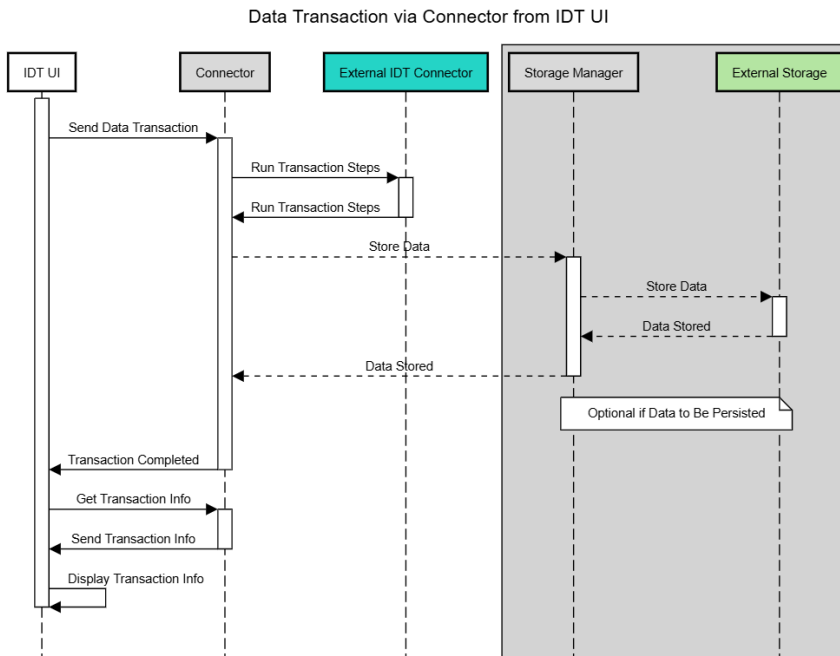 Data Transaction via Connector from IDT UI
IDT UI
Connector
External IDT Connector
Storage Manager
External Storage
Send Data Transaction
Run Transaction Steps
Run Transaction Steps
Store Data
Store Data
Data Stored
Data Stored
Optional if Data to Be Persisted
Transaction Completed
Get Transaction Info
Send Transaction Info
Display Transaction Info